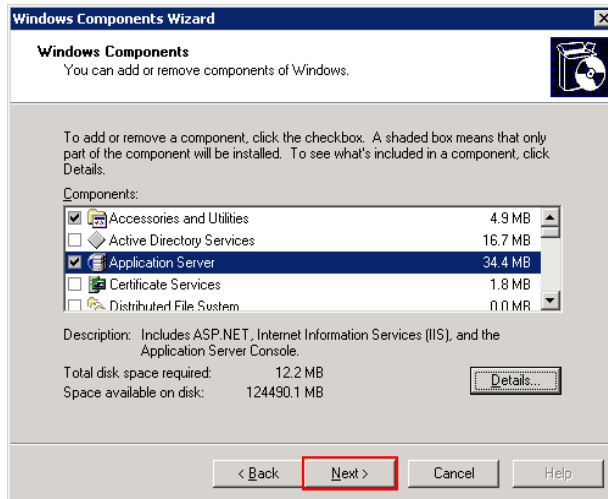 Windows Components Wizard
Windows Components
You can add or remove components of Windows.
To add or remove a component, click the checkbox. A shaded box means that only
part of the component will be installed. To see what's included in a component, click
Details.
Components:
Accessories and Utilities 4.9 MB
Active Directory Services 16.7 MB
Application Server 34.4 MB
Certificate Services 1.8 MB
Distributed File System 0.0 MB
Description: Includes ASP.NET, Internet Information Services (IIS), and the
Application Server Console.
Total disk space required: 12.2 MB
Space available on disk: 124490.1 MB
Details...
< Back Next > Cancel Help